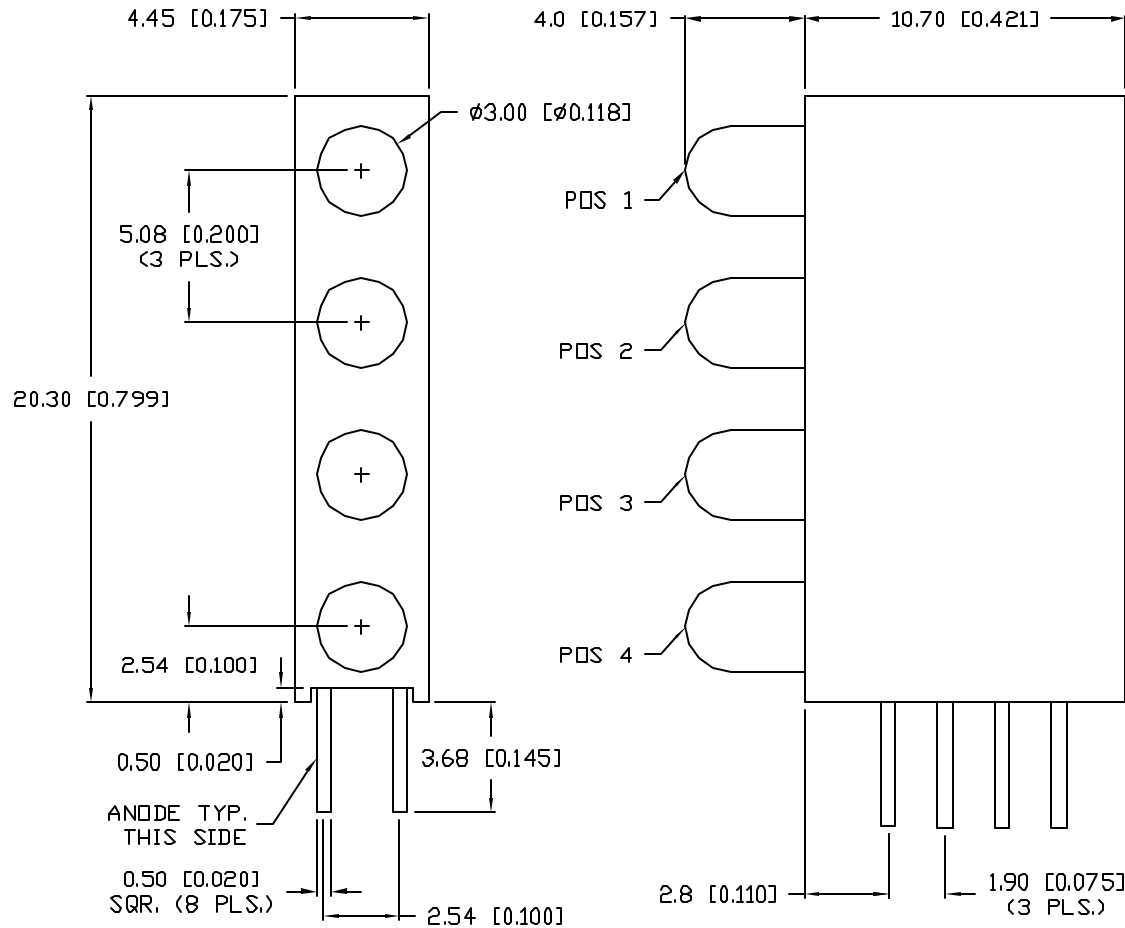 4.45 [0.175]
4.0 [0.157]
10.70 [0.421]
ø3.00 [ø0.118]
POS 1
5.08 [0.200]
(3 PLS.)
POS 2
20.30 [0.799]
POS 3
2.54 [0.100]
POS 4
0.50 [0.020]
3.68 [0.145]
ANODE TYP.
THIS SIDE
0.50 [0.020]
SQR. (8 PLS.)
2.54 [0.100]
2.8 [0.110]
1.90 [0.075]
(3 PLS.)